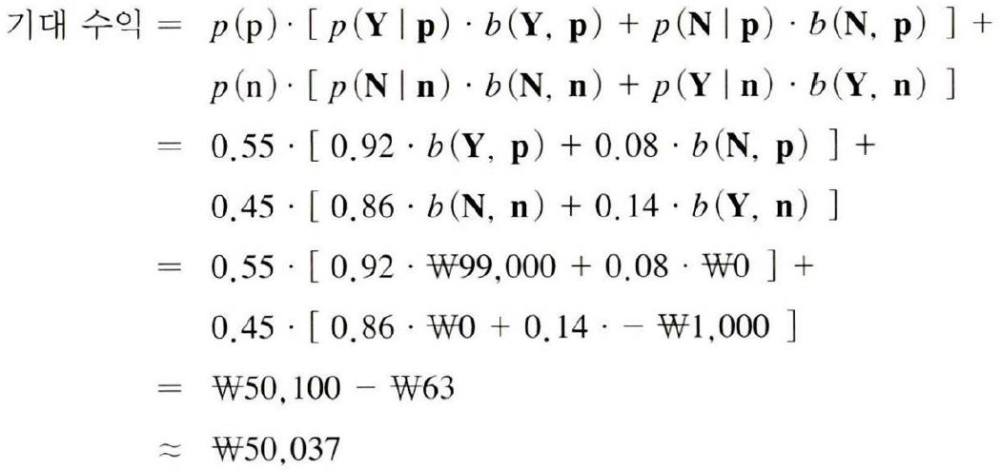 기대 수익 = p(p) · [ p(Y | p) · b(Y, p) + p(N | p) · b(N, p) ] +
p(n) · [ p(N | n) · b(N, n) + p(Y | n) · b(Y, n) ]
= 0.55 · [ 0.92 · b(Y, p) + 0.08 · b(N, p) ] +
0.45 · [ 0.86 · b(N, n) + 0.14 · b(Y, n) ]
= 0.55 · [ 0.92 · ₩99,000 + 0.08 · ₩0 ] +
0.45 · [ 0.86 · ₩0 + 0.14 · − ₩1,000 ]
= ₩50,100 − ₩63
≈ ₩50,037